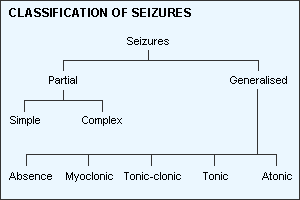 CLASSIFICATION OF SEIZURES
Seizures
Partial Generalised
Simple Complex
Absence Myoclonic Tonic-clonic Tonic Atonic